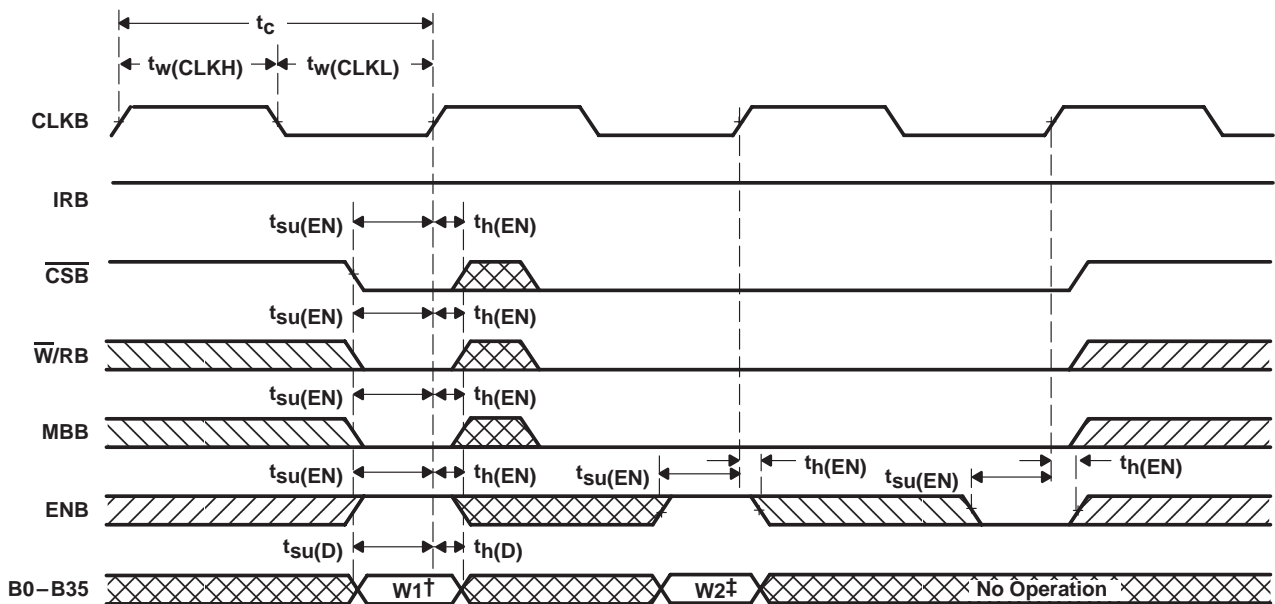 tc
tw(CLKH) tw(CLKL)
CLKB
IRB
tsu(EN) th(EN)
CSB
tsu(EN) th(EN)
W/RB
tsu(EN) th(EN)
MBB
tsu(EN) th(EN) tsu(EN) th(EN) tsu(EN) th(EN)
ENB
tsu(D) th(D)
B0–B35 W1† W2‡ No Operation